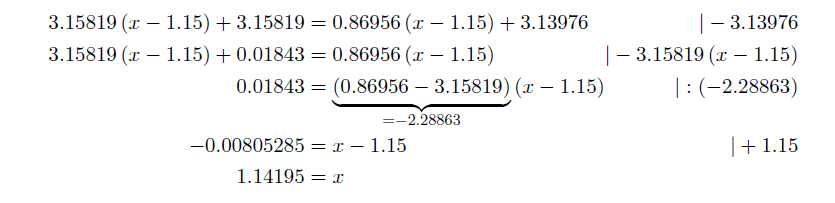 3.15819 (x − 1.15) + 3.15819 = 0.86956 (x − 1.15) + 3.13976 | − 3.13976
3.15819 (x − 1.15) + 0.01843 = 0.86956 (x − 1.15) | − 3.15819 (x − 1.15)
0.01843 = (0.86956 − 3.15819) (x − 1.15) | : (−2.28863)
=−2.28863
−0.00805285 = x − 1.15 | + 1.15
1.14195 = x